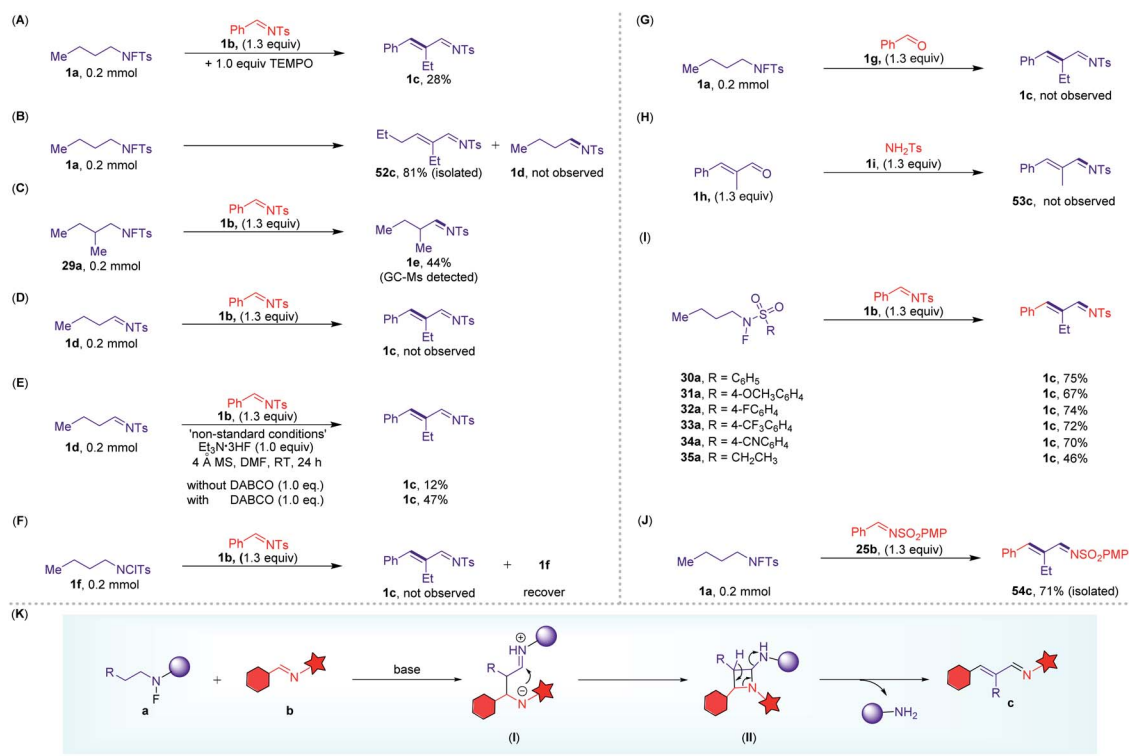 (A)
Ph NTs
1b, (1.3 equiv)
+ 1.0 equiv TEMPO
Me NFTs
1a, 0.2 mmol
Ph NTs
Et
1c, 28%
(B)
Me NFTs
1a, 0.2 mmol
Et NTs
Et
52c, 81% (isolated)
+
Me NTs
1d, not observed
(C)
Ph NTs
1b, (1.3 equiv)
Me NFTs
Me
29a, 0.2 mmol
Me NTs
Me
1e, 44%
(GC-Ms detected)
(D)
Ph NTs
1b, (1.3 equiv)
Me NTs
1d, 0.2 mmol
Ph NTs
Et
1c, not observed
(E)
Ph NTs
1b, (1.3 equiv)
Me NTs
1d, 0.2 mmol
'non-standard conditions'
Et3N•3HF (1.0 equiv)
4 Å MS, DMF, RT, 24 h
Ph NTs
Et
without DABCO (1.0 eq.) 1c, 12%
with DABCO (1.0 eq.) 1c, 47%
(F)
Ph NTs
1b, (1.3 equiv)
Me NClTs
1f, 0.2 mmol
Ph NTs
Et
1c, not observed
+ 1f
recover
(G)
Ph O
1g, (1.3 equiv)
Me NFTs
1a, 0.2 mmol
Ph NTs
Et
1c, not observed
(H)
NH2Ts
1i, (1.3 equiv)
Ph O
1h, (1.3 equiv)
Ph NTs
53c, not observed
(I)
Ph NTs
1b, (1.3 equiv)
Me N S O O
F R
Ph NTs
Et
30a, R = C6H5 1c, 75%
31a, R = 4-OCH3C6H4 1c, 67%
32a, R = 4-FC6H4 1c, 74%
33a, R = 4-CF3C6H4 1c, 72%
34a, R = 4-CNC6H4 1c, 70%
35a, R = CH2CH3 1c, 46%
(J)
Ph NSO2PMP
25b, (1.3 equiv)
Me NFTs
1a, 0.2 mmol
Ph NSO2PMP
Et
54c, 71% (isolated)
(K)
R N
F
a
+
N
b
base
⊕
HN
R
⊖
N
(I)
R H NH
N
(II)
NH2
N
R
c